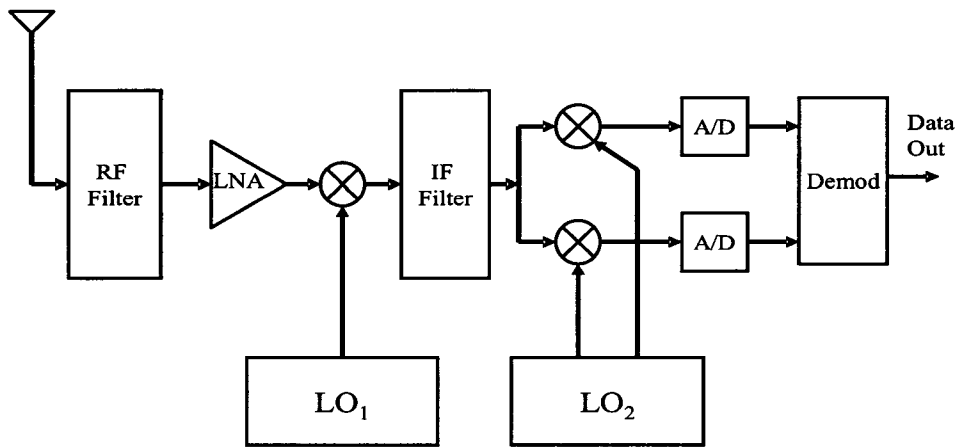 RF
Filter
LNA
IF
Filter
A/D
A/D
Demod
Data
Out
LO₁
LO₂